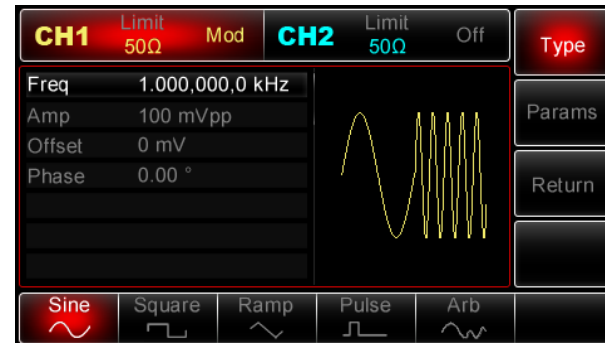 CH1 Limit 50Ω Mod CH2 Limit 50Ω Off
Type
Freq 1.000,000,0 kHz
Amp 100 mVpp
Params
Offset 0 mV
Phase 0.00 °
Return
Sine Square Ramp Pulse Arb